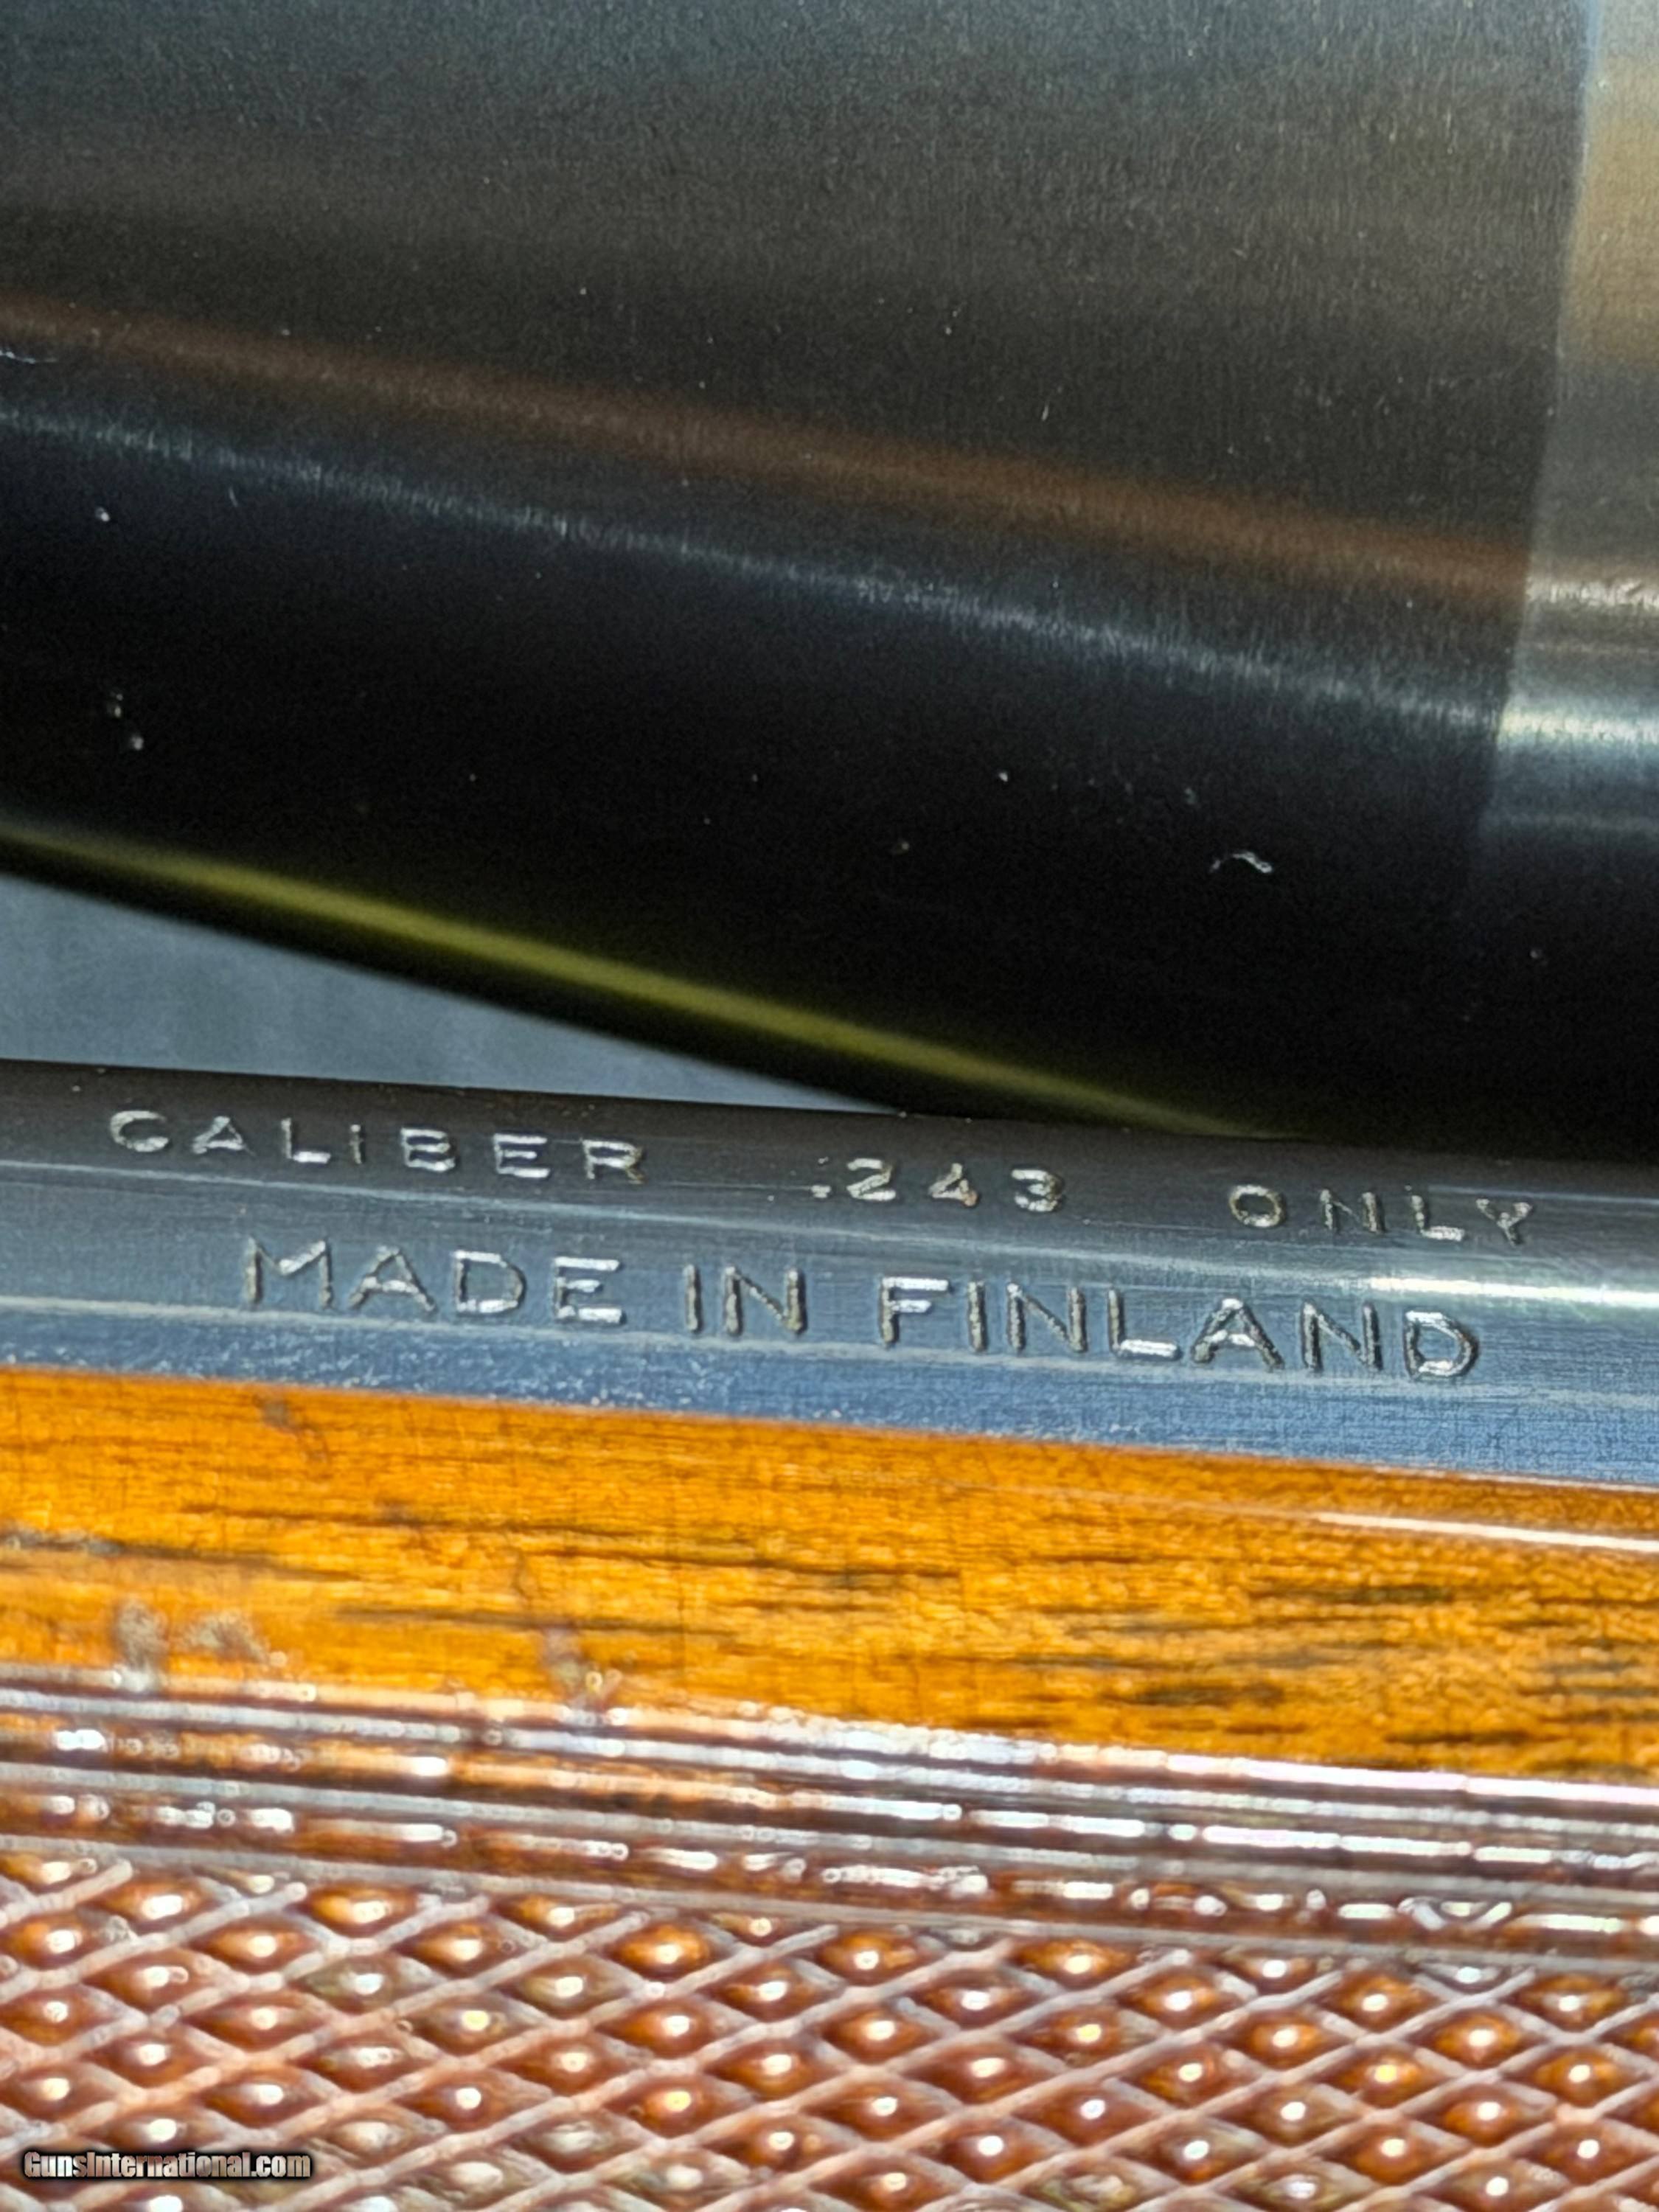 CALIBER .243 ONLY
MADE IN FINLAND
GunsInternational.com